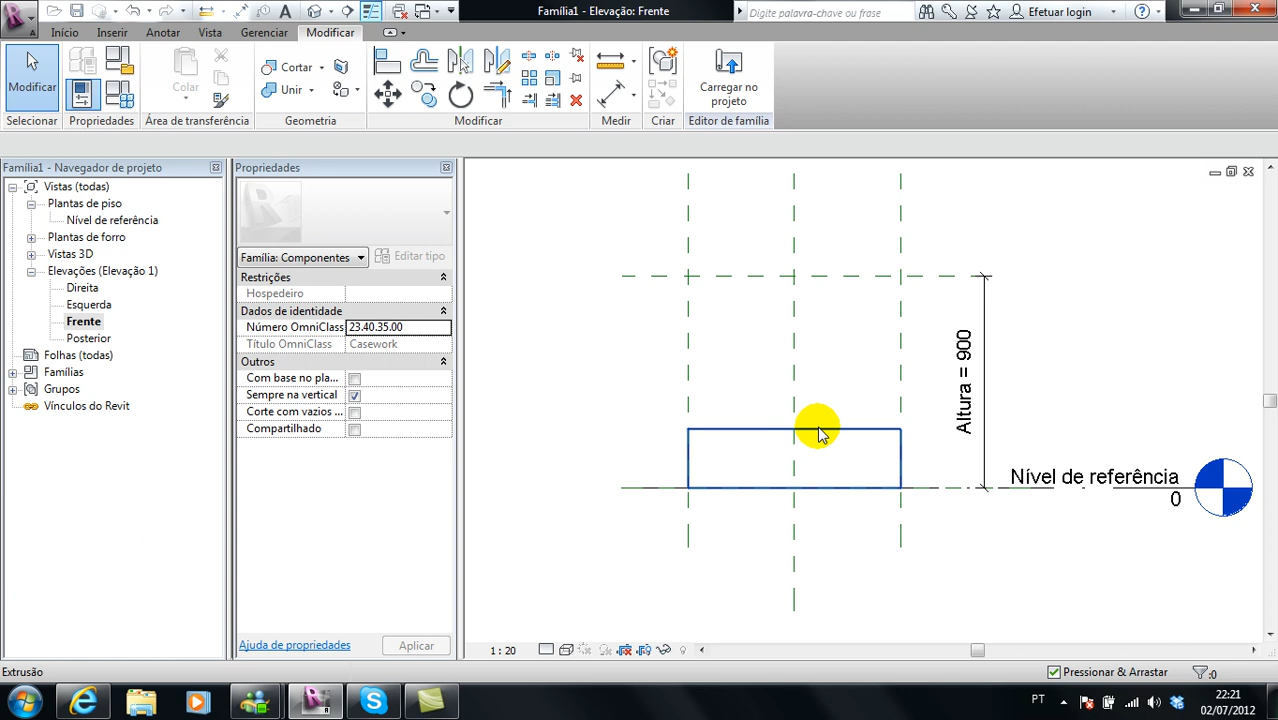 Família1 - Elevação: Frente
Digite palavra-chave ou frase
Efetuar login
Início
Inserir
Anotar
Vista
Gerenciar
Modificar
Modificar
Colar
Cortar
Unir
Carregar no
projeto
Selecionar
Propriedades
Área de transferência
Geometria
Modificar
Medir
Criar
Editor de família
Família1 - Navegador de projeto
Vistas (todas)
Plantas de piso
Nível de referência
Plantas de forro
Vistas 3D
Elevações (Elevação 1)
Direita
Esquerda
Frente
Posterior
Folhas (todas)
Famílias
Grupos
Vínculos do Revit
Propriedades
Família: Componentes
Editar tipo
Restrições
Hospedeiro
Dados de identidade
Número OmniClass 23.40.35.00
Título OmniClass Casework
Outros
Com base no pla...
Sempre na vertical
Corte com vazios ...
Compartilhado
Ajuda de propriedades
Aplicar
Altura = 900
Nível de referência
0
1 : 20
Extrusão
Pressionar & Arrastar
:0
PT
22:21
02/07/2012